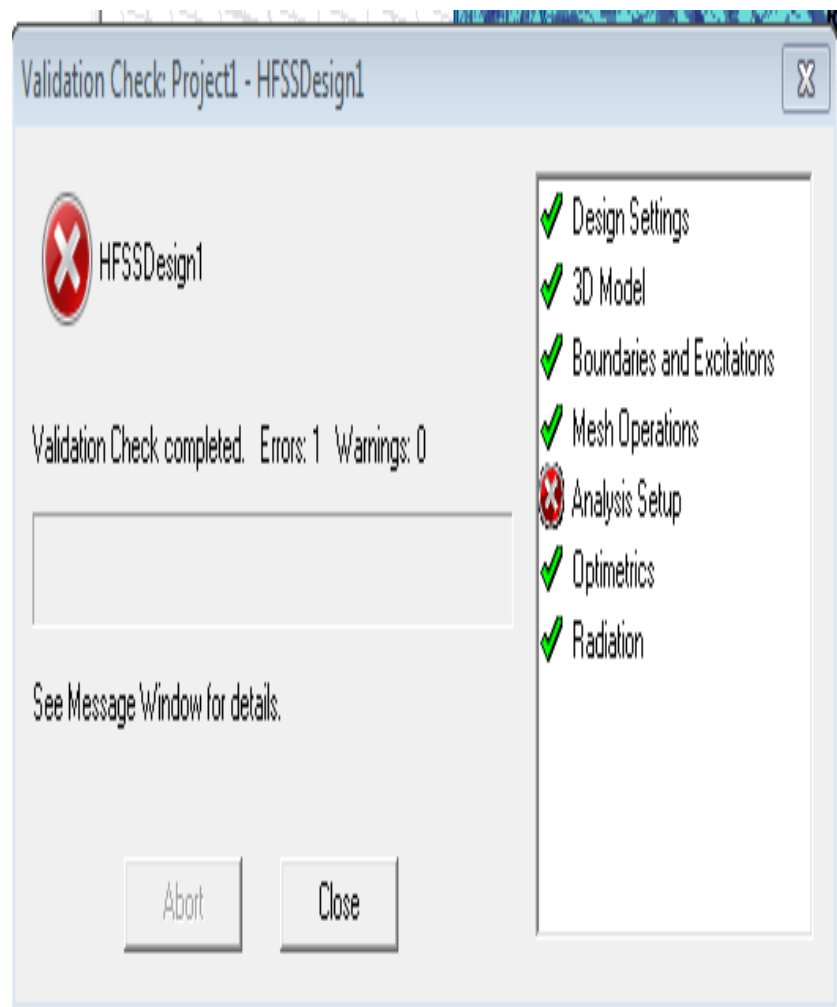 Validation Check: Project1 - HFSSDesign1
HFSSDesign1
Validation Check completed. Errors: 1 Warnings: 0
See Message Window for details.
Abort
Close
Design Settings
3D Model
Boundaries and Excitations
Mesh Operations
Analysis Setup
Optimetrics
Radiation